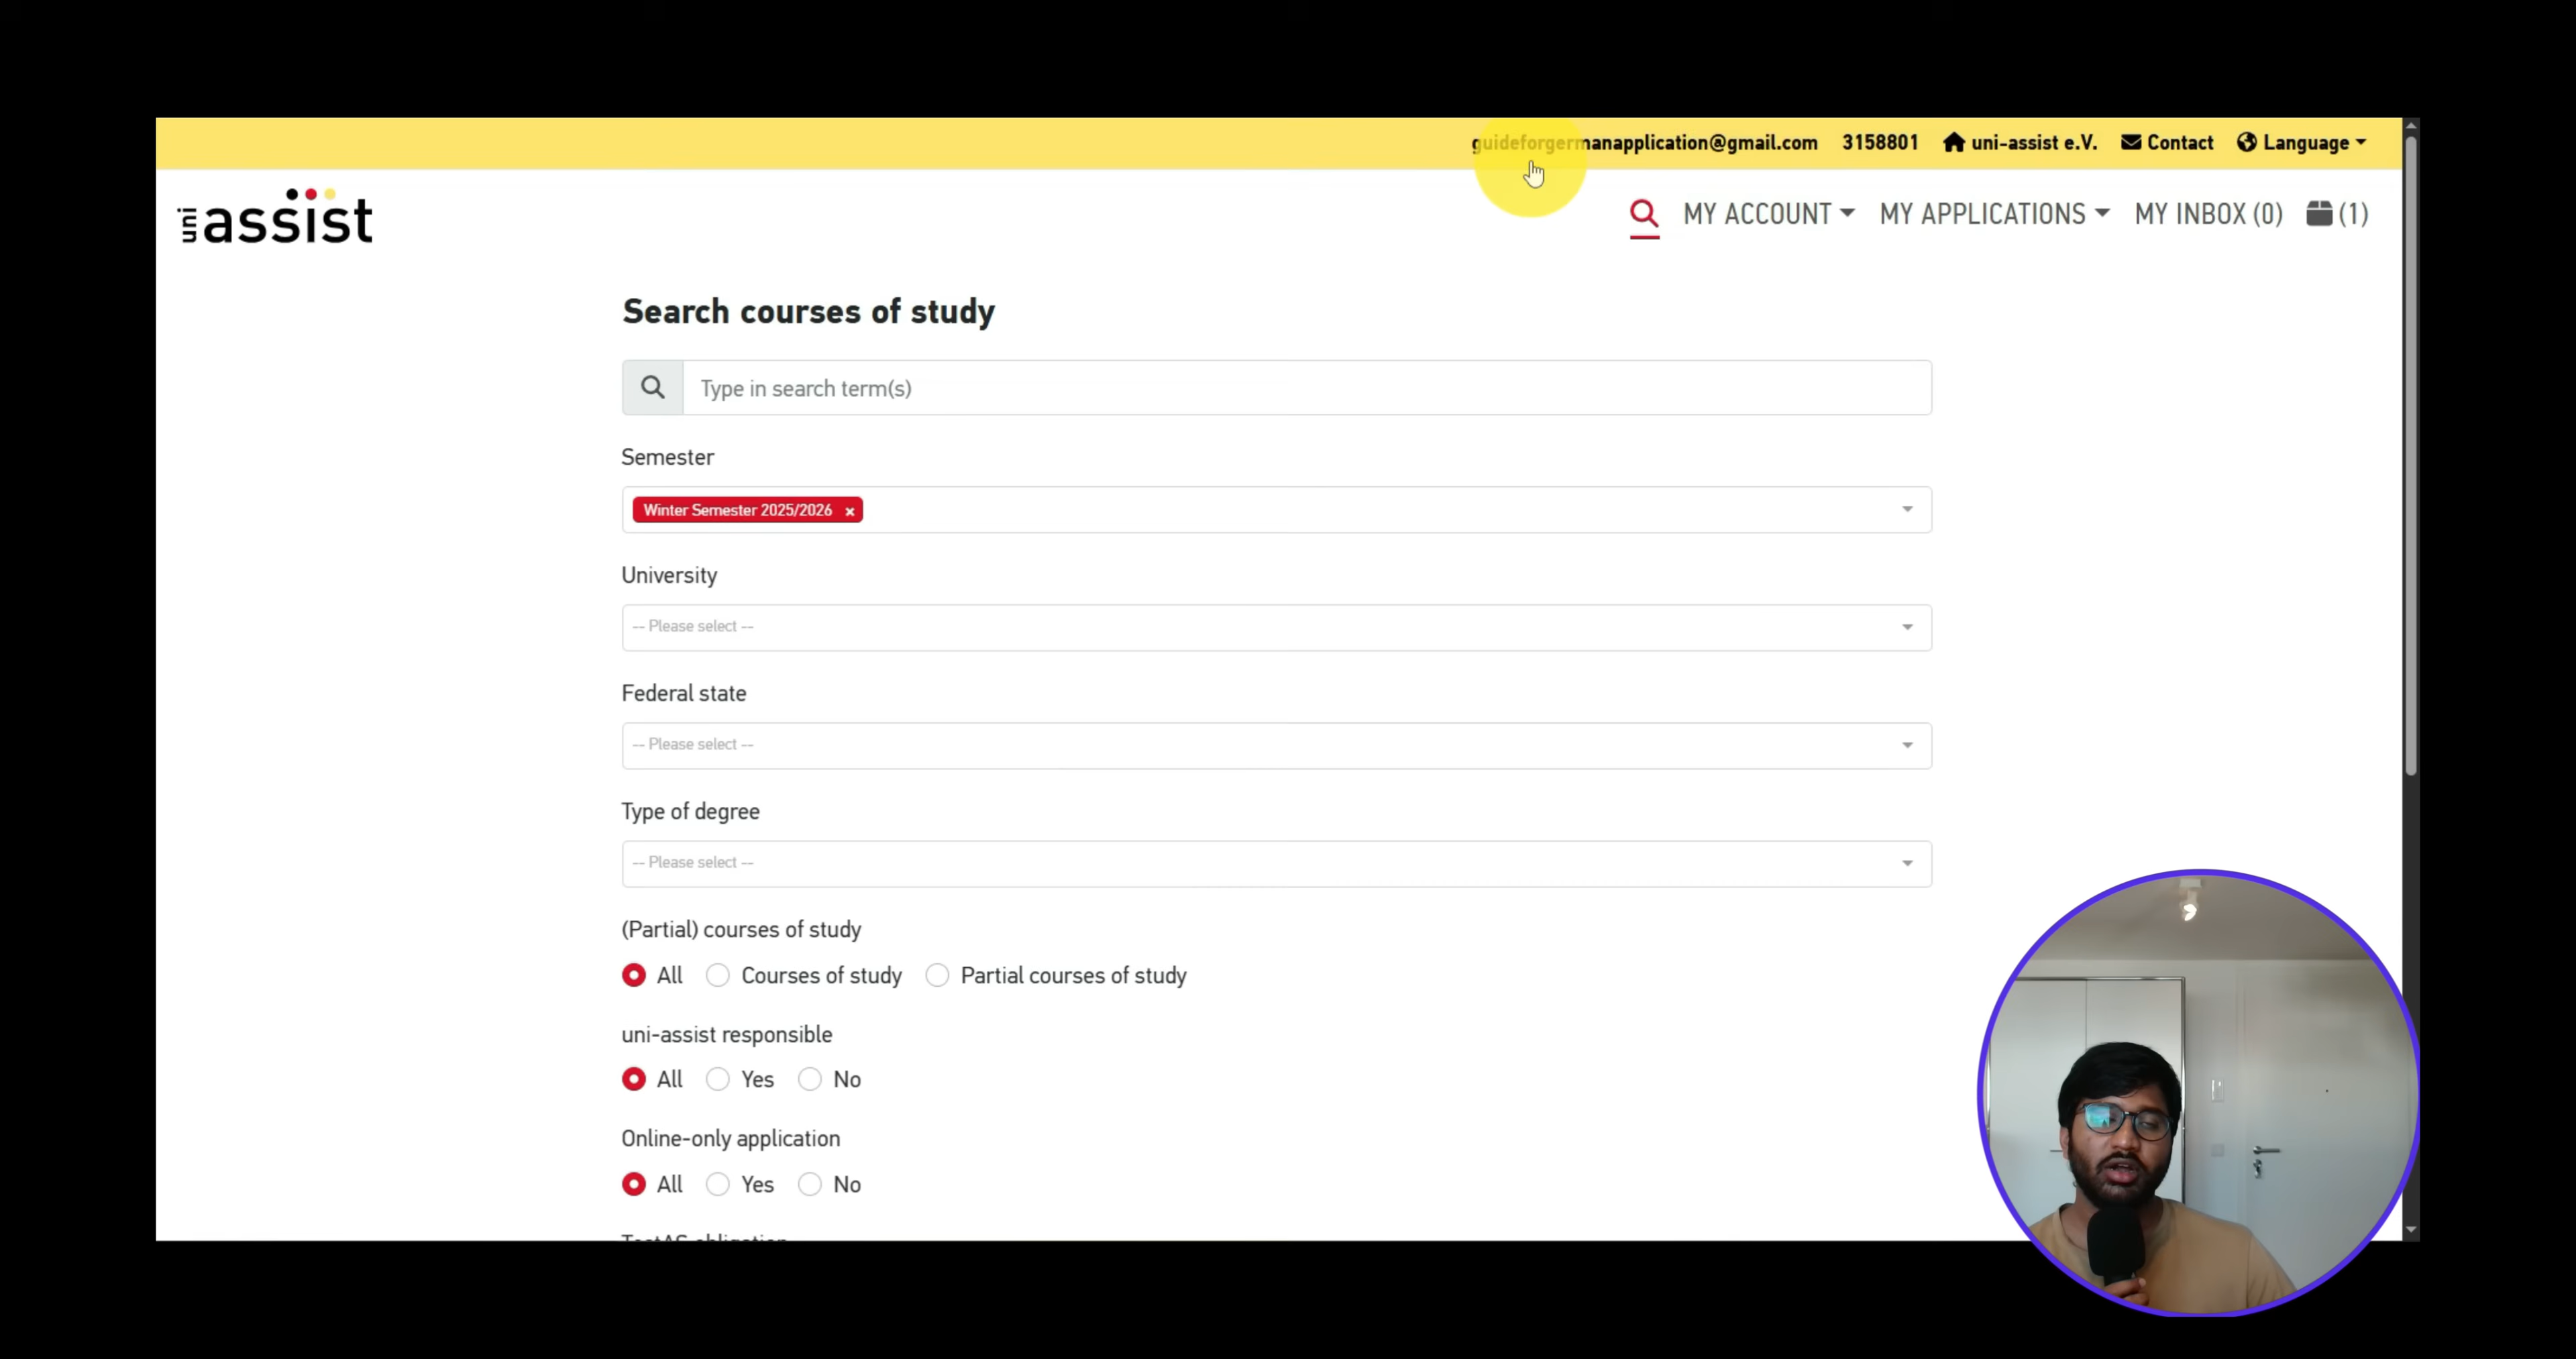 guideforgermanapplication@gmail.com 3158801 uni-assist e.V. Contact Language
uni assist
MY ACCOUNT MY APPLICATIONS MY INBOX (0) (1)
Search courses of study
Type in search term(s)
Semester
Winter Semester 2025/2026 ×
University
-- Please select --
Federal state
-- Please select --
Type of degree
-- Please select --
(Partial) courses of study
All Courses of study Partial courses of study
uni-assist responsible
All Yes No
Online-only application
All Yes No
TestAS obligation